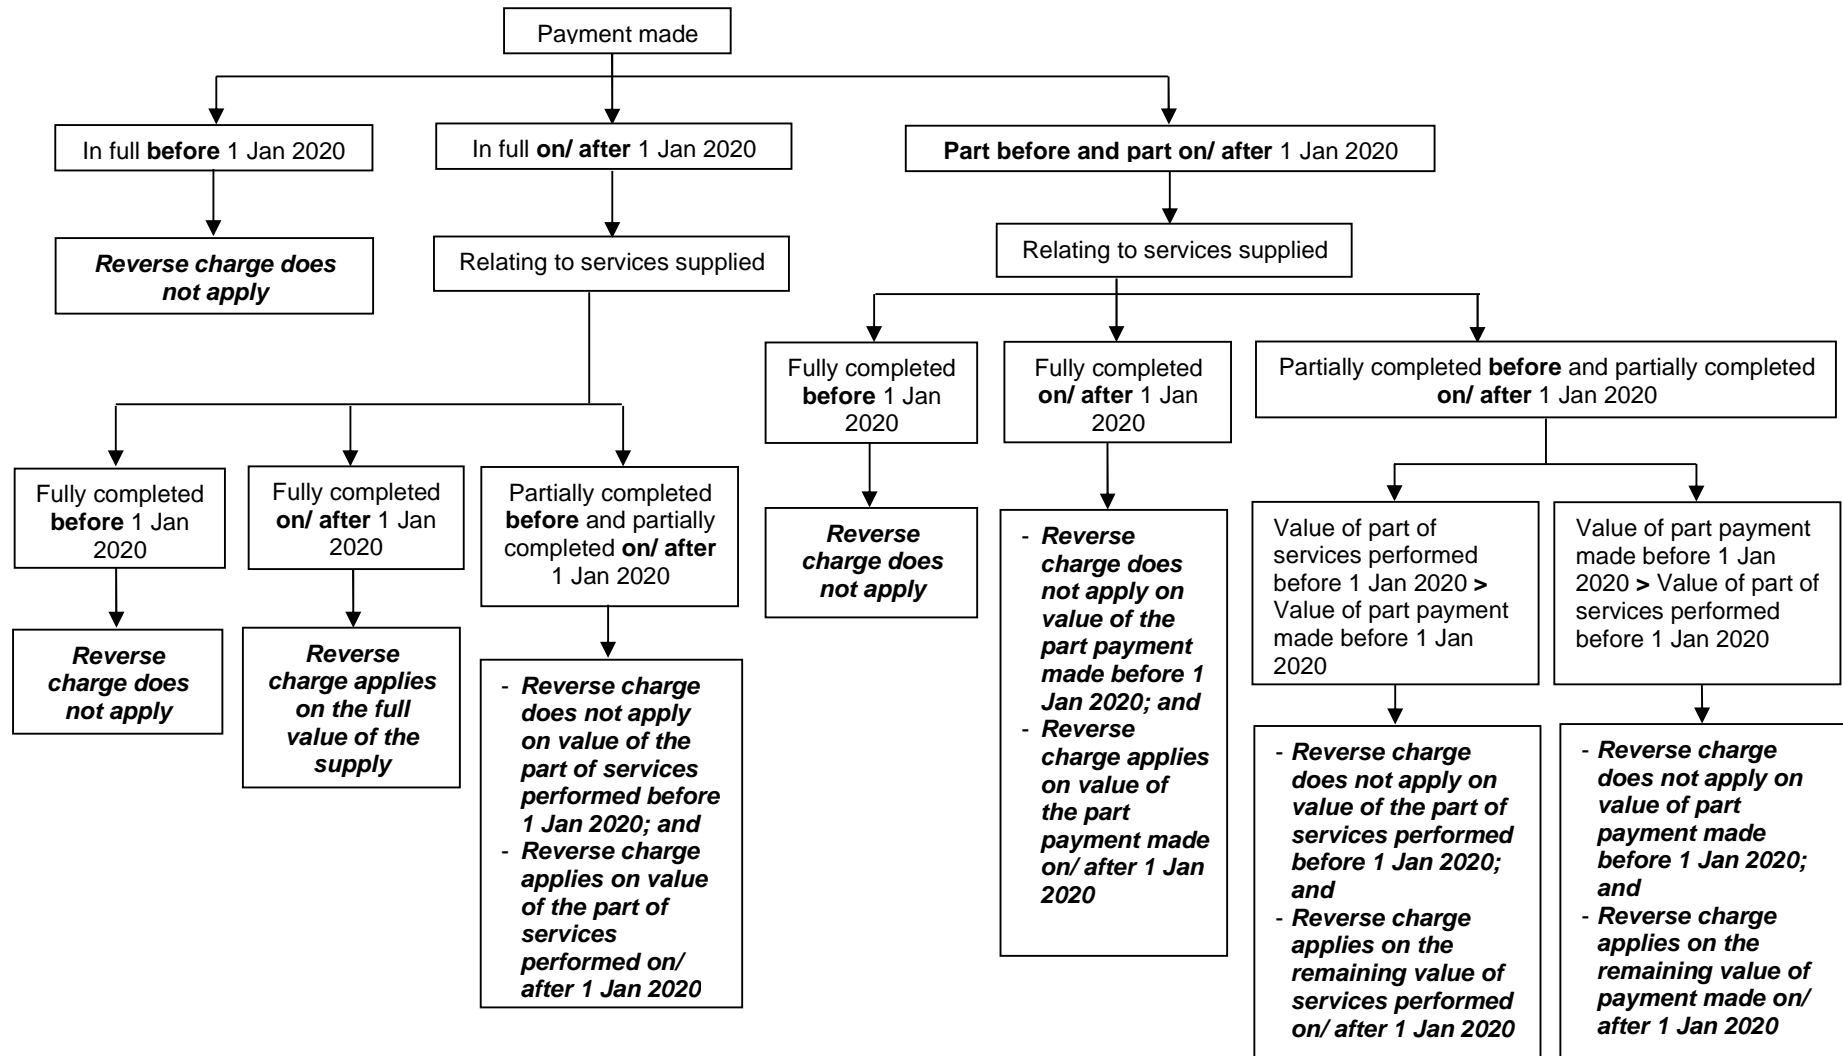 Payment made
In full before 1 Jan 2020
In full on/ after 1 Jan 2020
Part before and part on/ after 1 Jan 2020
Reverse charge does
not apply
Relating to services supplied
Relating to services supplied
Fully completed
before 1 Jan
2020
Fully completed
on/ after 1 Jan
2020
Partially completed before and partially completed
on/ after 1 Jan 2020
Fully completed
before 1 Jan
2020
Fully completed
on/ after 1 Jan
2020
Partially completed
before and partially
completed on/ after
1 Jan 2020
Reverse
charge does
not apply
- Reverse
charge does
not apply on
value of the
part payment
made before 1
Jan 2020; and
- Reverse
charge applies
on value of
the part
payment made
on/ after 1 Jan
2020
Value of part of
services performed
before 1 Jan 2020 >
Value of part payment
made before 1 Jan
2020
Value of part payment
made before 1 Jan
2020 > Value of part of
services performed
before 1 Jan 2020
Reverse
charge does
not apply
Reverse
charge applies
on the full
value of the
supply
- Reverse charge
does not apply
on value of the
part of services
performed before
1 Jan 2020; and
- Reverse charge
applies on value
of the part of
services
performed on/
after 1 Jan 2020
- Reverse charge
does not apply on
value of the part of
services performed
before 1 Jan 2020;
and
- Reverse charge
applies on the
remaining value of
services performed
on/ after 1 Jan 2020
- Reverse charge
does not apply on
value of part
payment made
before 1 Jan 2020;
and
- Reverse charge
applies on the
remaining value of
payment made on/
after 1 Jan 2020